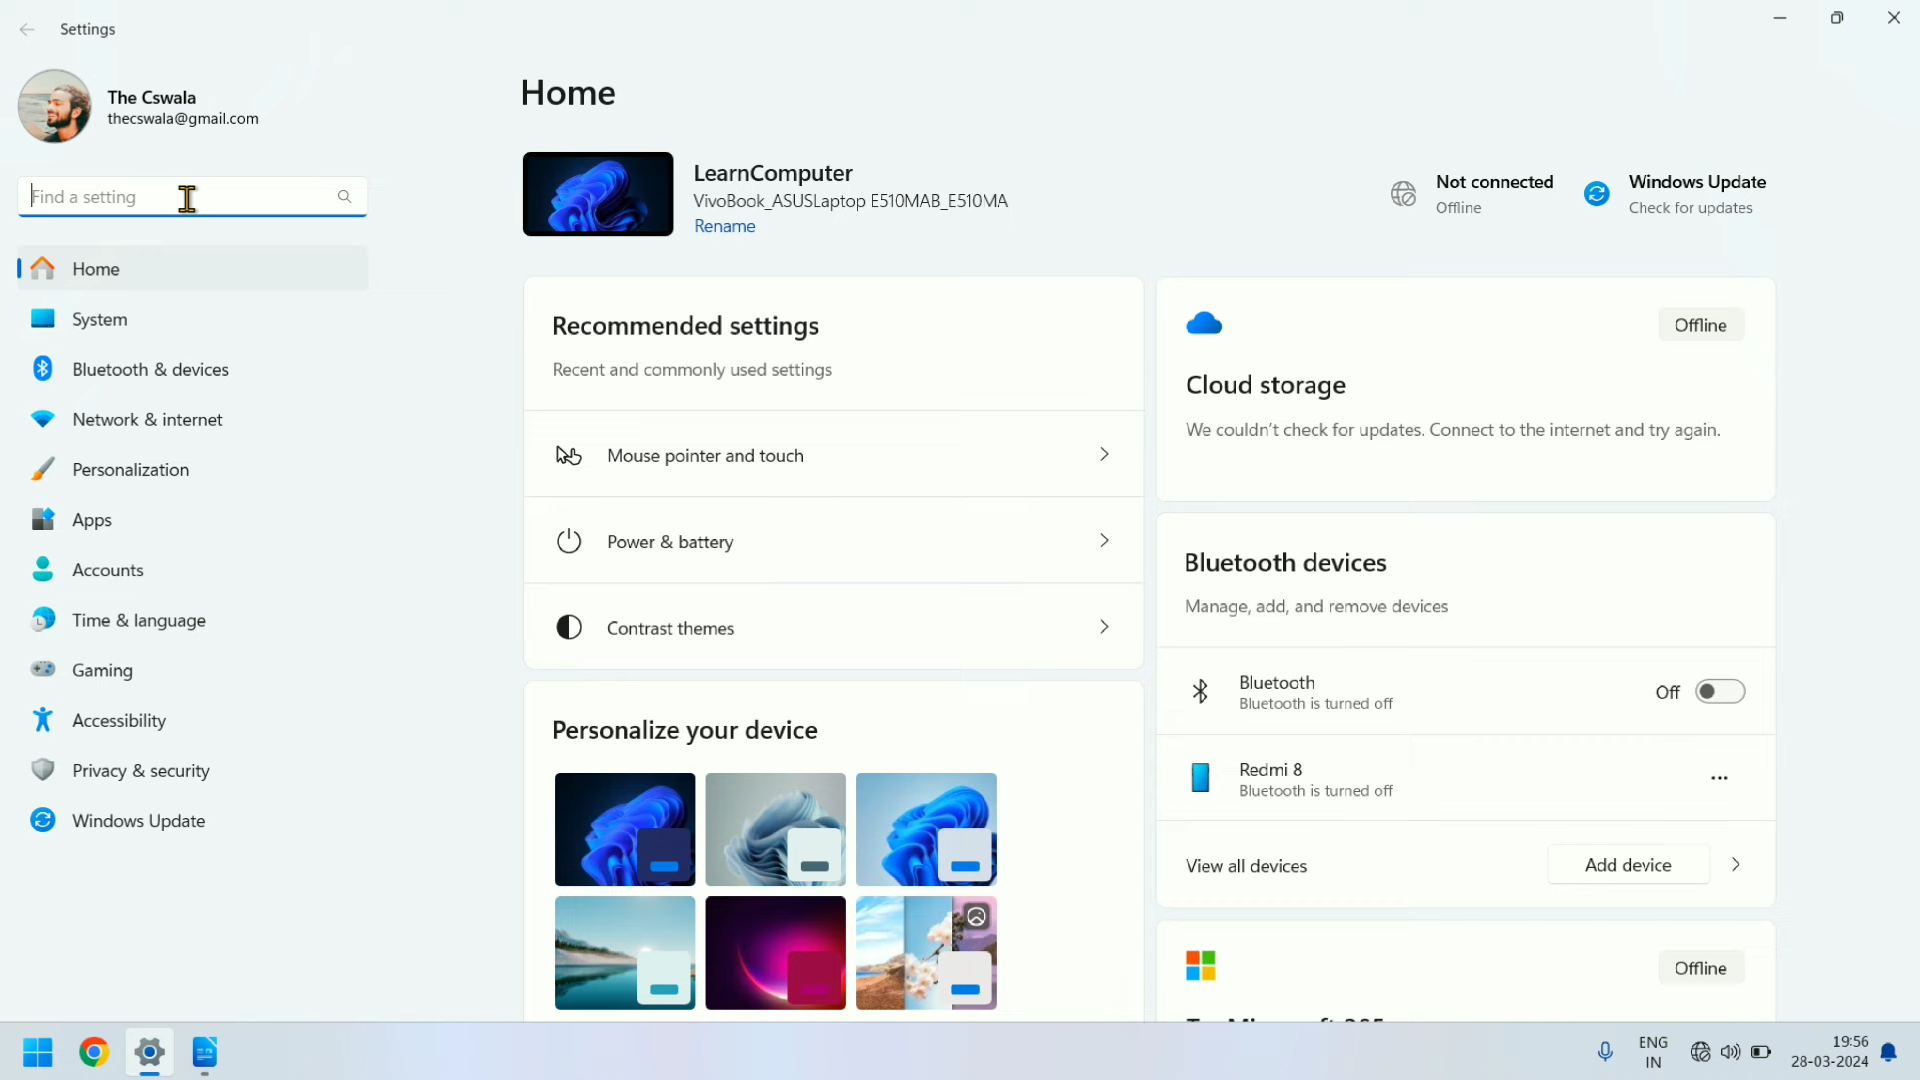 Settings
The Cswala
thecswala@gmail.com
Find a setting
Home
System
Bluetooth & devices
Network & internet
Personalization
Apps
Accounts
Time & language
Gaming
Accessibility
Privacy & security
Windows Update
Home
LearnComputer
VivoBook_ASUSLaptop E510MAB_E510MA
Rename
Not connected
Offline
Windows Update
Check for updates
Recommended settings
Recent and commonly used settings
Mouse pointer and touch
Power & battery
Contrast themes
Personalize your device
Offline
Cloud storage
We couldn't check for updates. Connect to the internet and try again.
Bluetooth devices
Manage, add, and remove devices
Bluetooth
Bluetooth is turned off
Off
Redmi 8
Bluetooth is turned off
View all devices
Add device
Offline
ENG
IN
19:56
28-03-2024